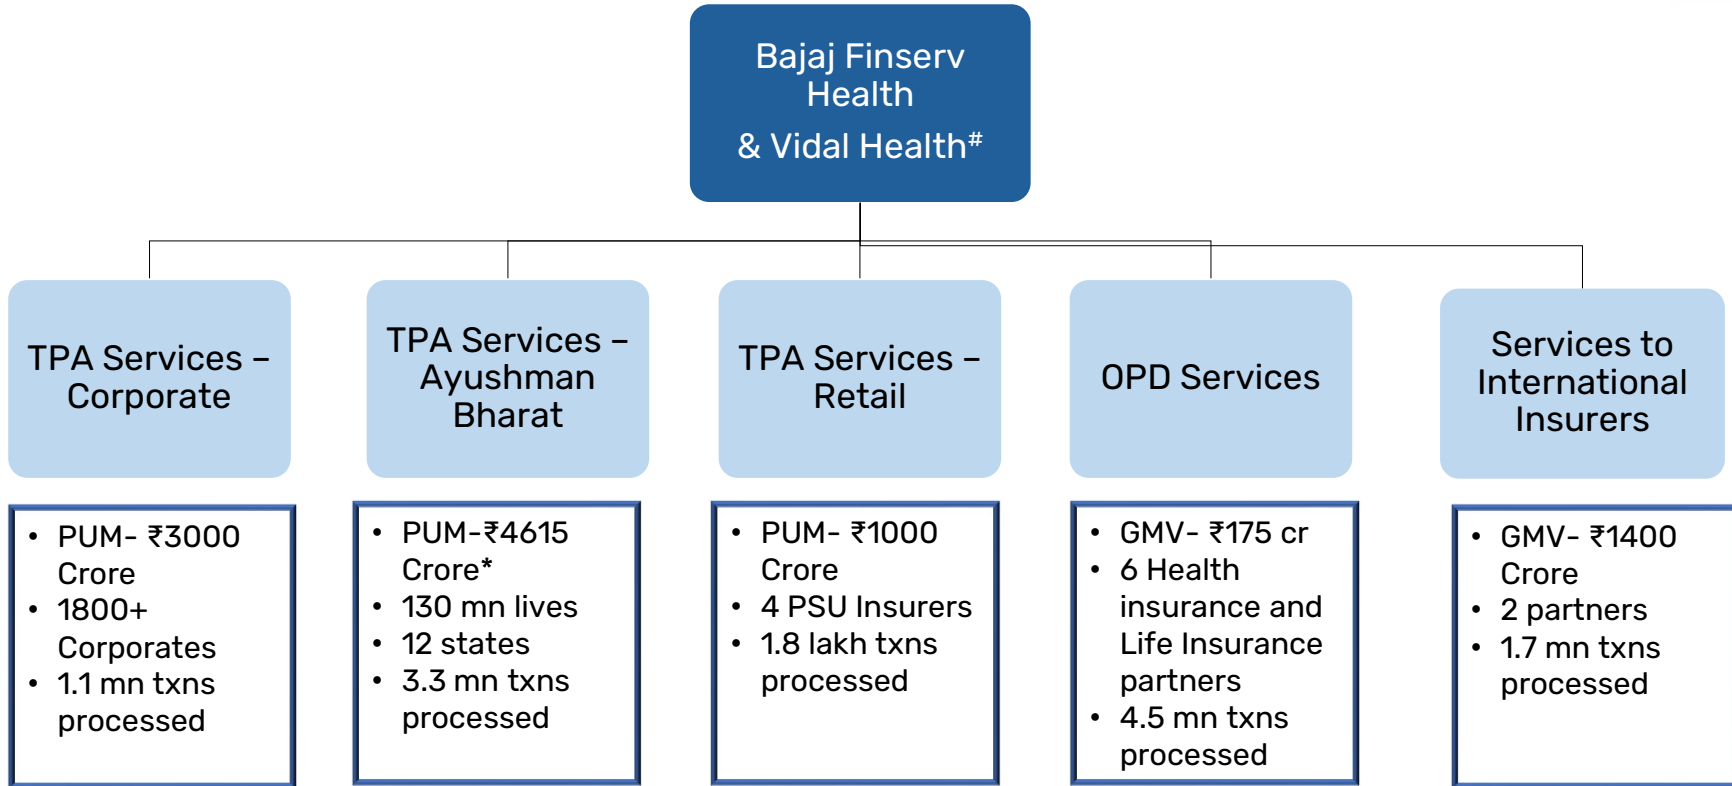 Bajaj Finserv
Health
& Vidal Health#
TPA Services –
Corporate
TPA Services –
Ayushman
Bharat
TPA Services –
Retail
OPD Services
Services to
International
Insurers
• PUM- ₹3000
Crore
• 1800+
Corporates
• 1.1 mn txns
processed
• PUM-₹4615
Crore*
• 130 mn lives
• 12 states
• 3.3 mn txns
processed
• PUM- ₹1000
Crore
• 4 PSU Insurers
• 1.8 lakh txns
processed
• GMV- ₹175 cr
• 6 Health
insurance and
Life Insurance
partners
• 4.5 mn txns
processed
• GMV- ₹1400
Crore
• 2 partners
• 1.7 mn txns
processed